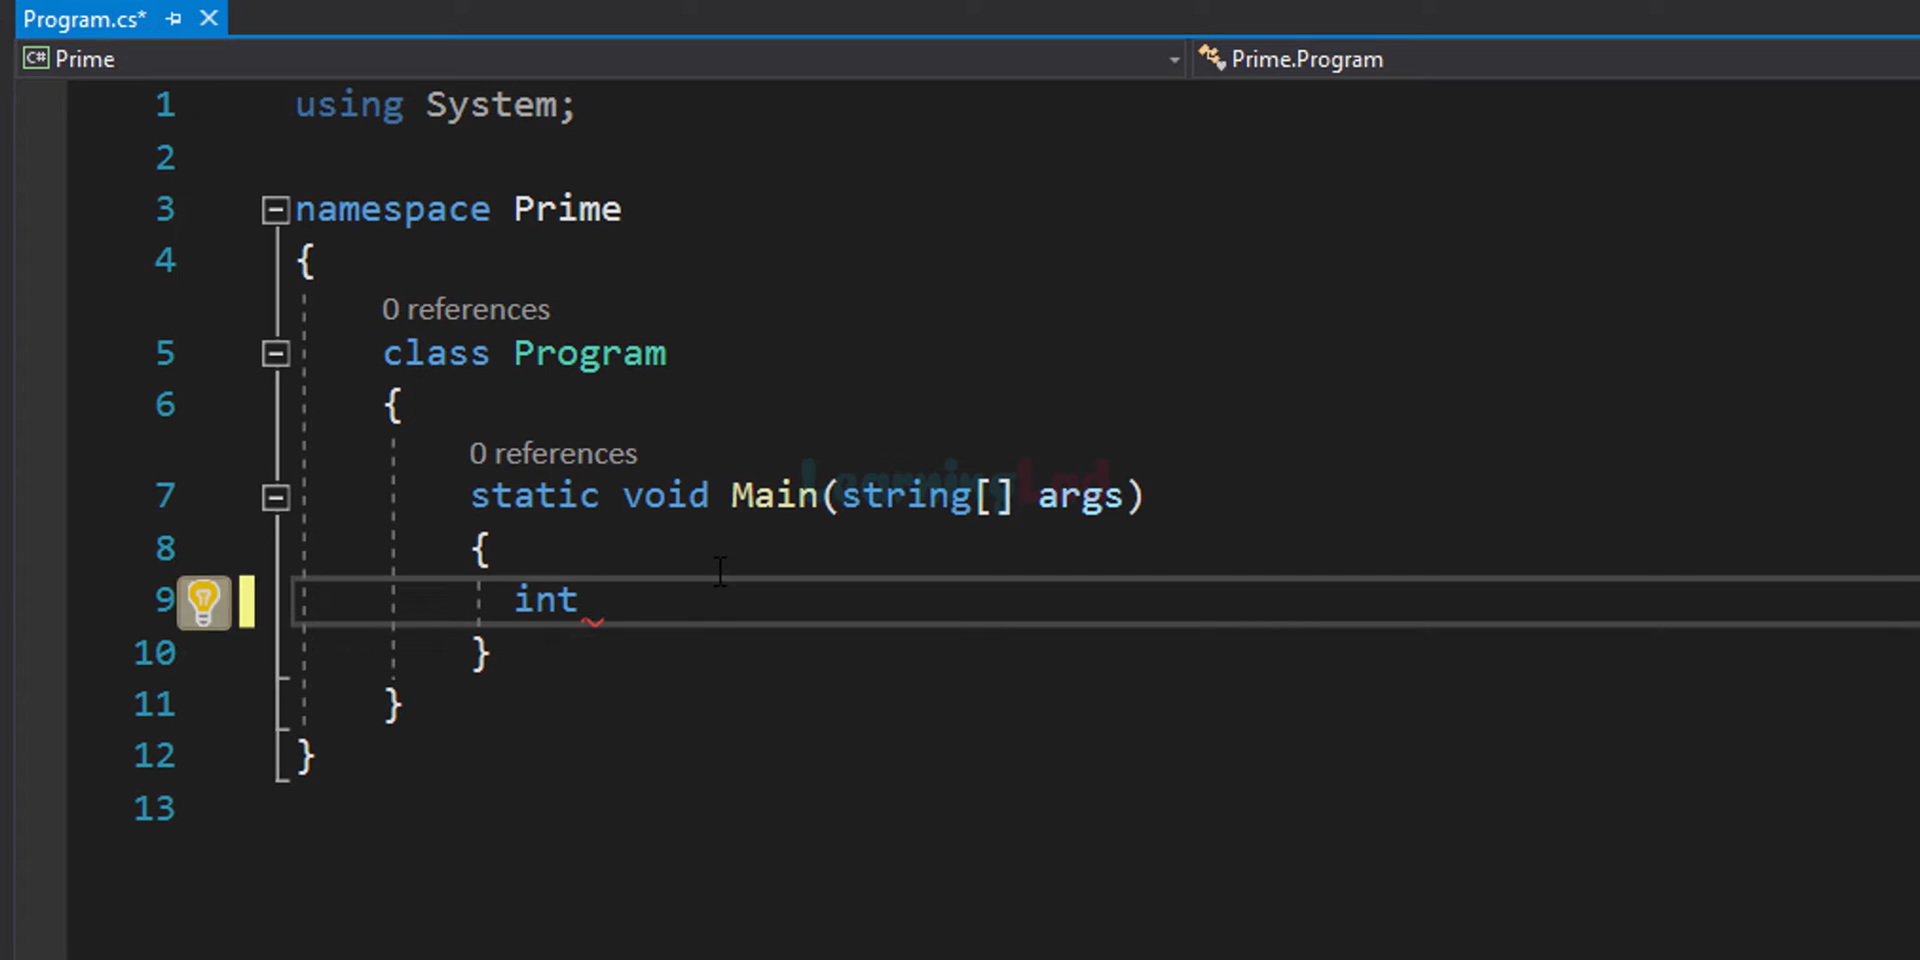 Program.cs*
C# Prime
Prime.Program
1 using System;
2
3 namespace Prime
4 {
0 references
5 class Program
6 {
0 references
LearningLad
7 static void Main(string[] args)
8 {
9 int
10 }
11 }
12 }
13